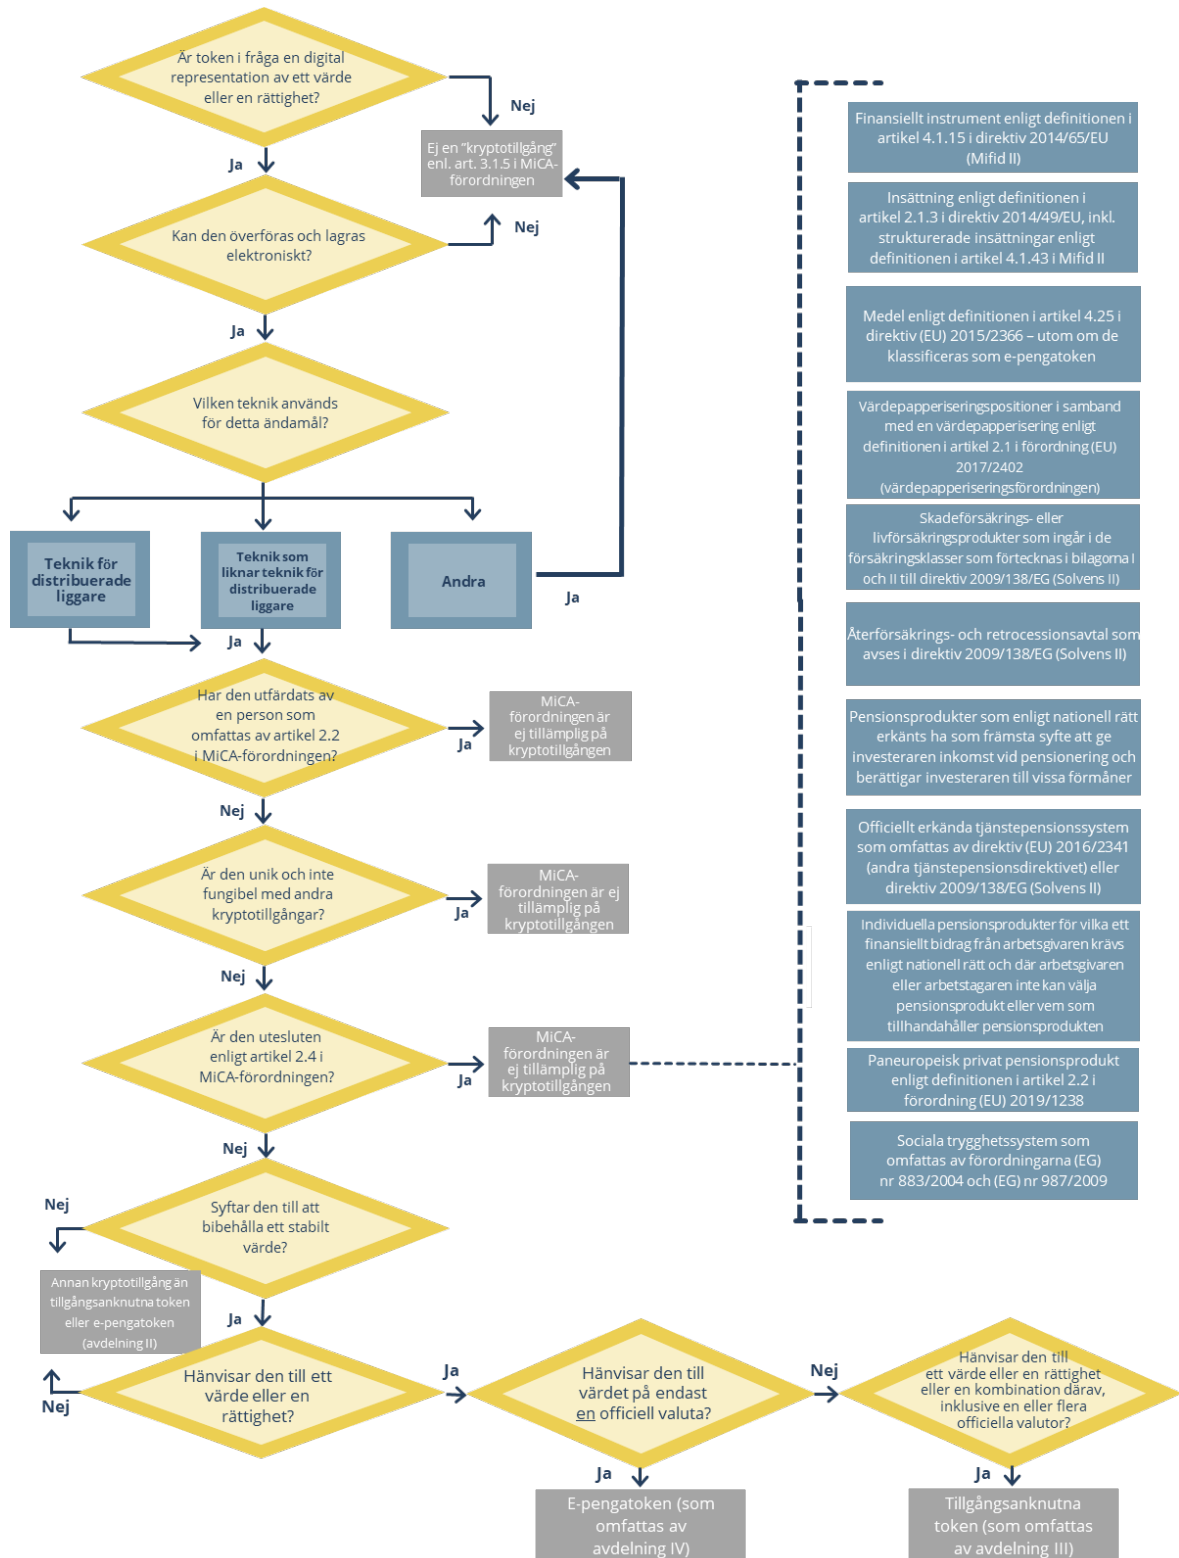 Är token i fråga en digital
representation av ett värde
eller en rättighet?
Nej
Ej en "kryptotillgång"
enl. art. 3.1.5 i MiCA-
förordningen
Ja
Kan den överföras och lagras
elektroniskt?
Nej
Ja
Vilken teknik används
för detta ändamål?
Teknik för
distribuerade
liggare
Teknik som
liknar teknik för
distribuerade
liggare
Andra
Ja
Ja
Har den utfärdats av
en person som
omfattas av artikel 2.2
i MiCA-förordningen?
Ja
MiCA-
förordningen är
ej tillämplig på
kryptotillgången
Nej
Är den unik och inte
fungibel med andra
kryptotillgångar?
Ja
MiCA-
förordningen är ej
tillämplig på
kryptotillgången
Nej
Är den utesluten
enligt artikel 2.4 i
MiCA-förordningen?
Ja
MiCA-
förordningen är
ej tillämplig på
kryptotillgången
Nej
Syftar den till att
bibehålla ett stabilt
värde?
Nej
Annan kryptotillgång än
tillgångsanknutna token
eller e-pengatoken
(avdelning II)
Ja
Hänvisar den till ett
värde eller en
rättighet?
Nej
Ja
Hänvisar den till
värdet på endast
en officiell valuta?
Nej
Hänvisar den till
ett värde eller en rättighet
eller en kombination därav,
inklusive en eller flera
officiella valutor?
Ja
E-pengatoken (som
omfattas av
avdelning IV)
Ja
Tillgångsanknutna
token (som omfattas
av avdelning III)
Finansiellt instrument enligt definitionen i
artikel 4.1.15 i direktiv 2014/65/EU
(Mifid II)
Insättning enligt definitionen i
artikel 2.1.3 i direktiv 2014/49/EU, inkl.
strukturerade insättningar enligt
definitionen i artikel 4.1.43 i Mifid II
Medel enligt definitionen i artikel 4.25 i
direktiv (EU) 2015/2366 – utom om de
klassificeras som e-pengatoken
Värdepapperiseringspositioner i samband
med en värdepapperisering enligt
definitionen i artikel 2.1 i förordning (EU)
2017/2402
(värdepapperiseringsförordningen)
Skadeförsäkrings- eller
livförsäkringsprodukter som ingår i de
försäkringsklasser som förtecknas i bilagorna I
och II till direktiv 2009/138/EG (Solvens II)
Återförsäkrings- och retrocessionsavtal som
avses i direktiv 2009/138/EG (Solvens II)
Pensionsprodukter som enligt nationell rätt
erkänts ha som främsta syfte att ge
investeraren inkomst vid pensionering och
berättigar investeraren till vissa förmåner
Officiellt erkända tjänstepensionssystem
som omfattas av direktiv (EU) 2016/2341
(andra tjänstepensionsdirektivet) eller
direktiv 2009/138/EG (Solvens II)
Individuella pensionsprodukter för vilka ett
finansiellt bidrag från arbetsgivaren krävs
enligt nationell rätt och där arbetsgivaren
eller arbetstagaren inte kan välja
pensionsprodukt eller vem som
tillhandahåller pensionsprodukten
Paneuropeisk privat pensionsprodukt
enligt definitionen i artikel 2.2 i
förordning (EU) 2019/1238
Sociala trygghetssystem som
omfattas av förordningarna (EG)
nr 883/2004 och (EG) nr 987/2009